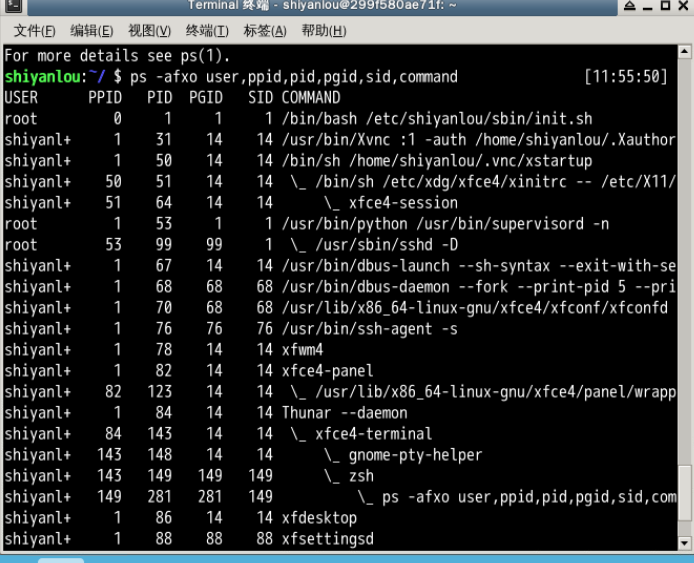 Terminal 终端 - shiyanlou@299f580ae71f: ~
文件(F) 编辑(E) 视图(V) 终端(T) 标签(A) 帮助(H)
For more details see ps(1).
shiyanlou:~/ $ ps -afxo user,ppid,pid,pgid,sid,command [11:55:50]
USER PPID PID PGID SID COMMAND
root 0 1 1 1 /bin/bash /etc/shiyanlou/sbin/init.sh
shiyanl+ 1 31 14 14 /usr/bin/Xvnc :1 -auth /home/shiyanlou/.Xauthor
shiyanl+ 1 50 14 14 /bin/sh /home/shiyanlou/.vnc/xstartup
shiyanl+ 50 51 14 14 \_ /bin/sh /etc/xdg/xfce4/xinitrc -- /etc/X11/
shiyanl+ 51 64 14 14 \_ xfce4-session
root 1 53 1 1 /usr/bin/python /usr/bin/supervisord -n
root 53 99 99 1 \_ /usr/sbin/sshd -D
shiyanl+ 1 67 14 14 /usr/bin/dbus-launch --sh-syntax --exit-with-se
shiyanl+ 1 68 68 68 /usr/bin/dbus-daemon --fork --print-pid 5 --pri
shiyanl+ 1 70 68 68 /usr/lib/x86_64-linux-gnu/xfce4/xfconf/xfconfd
shiyanl+ 1 76 76 76 /usr/bin/ssh-agent -s
shiyanl+ 1 78 14 14 xfwm4
shiyanl+ 1 82 14 14 xfce4-panel
shiyanl+ 82 123 14 14 \_ /usr/lib/x86_64-linux-gnu/xfce4/panel/wrapp
shiyanl+ 1 84 14 14 Thunar --daemon
shiyanl+ 84 143 14 14 \_ xfce4-terminal
shiyanl+ 143 148 14 14 \_ gnome-pty-helper
shiyanl+ 143 149 149 149 \_ zsh
shiyanl+ 149 281 281 149 \_ ps -afxo user,ppid,pid,pgid,sid,com
shiyanl+ 1 86 14 14 xfdesktop
shiyanl+ 1 88 88 88 xfsettingsd